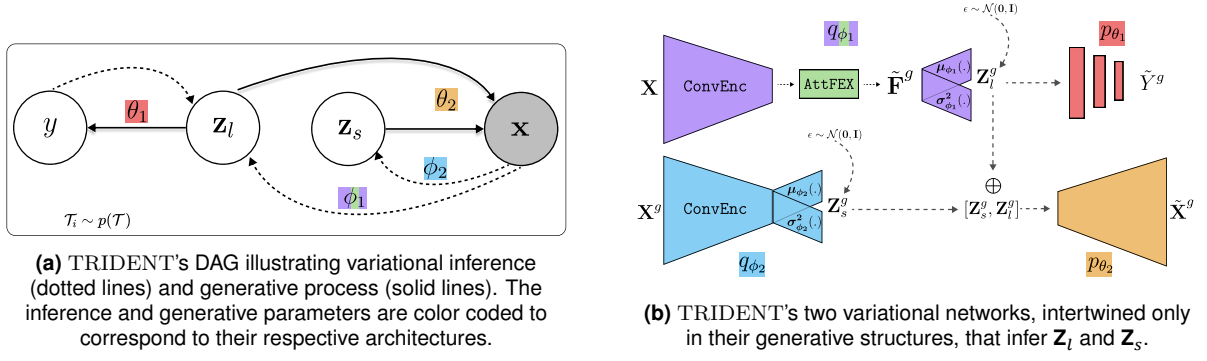 y
θ₁
z_l
z_s
θ₂
x
ϕ₂
ϕ₁
𝒯_i ∼ p(𝒯)
(a) TRIDENT's DAG illustrating variational inference
(dotted lines) and generative process (solid lines). The
inference and generative parameters are color coded to
correspond to their respective architectures.
ϵ ∼ 𝒩(0, I)
q_ϕ₁
p_θ₁
X
ConvEnc
AttFEX
F̃^g
μ_ϕ₁(.)
σ²_ϕ₁(.)
Z_l^g
Ỹ^g
ϵ ∼ 𝒩(0, I)
X^g
ConvEnc
μ_ϕ₂(.)
σ²_ϕ₂(.)
Z_s^g
⊕
[Z_s^g, Z_l^g]
X̃^g
q_ϕ₂
p_θ₂
(b) TRIDENT's two variational networks, intertwined only
in their generative structures, that infer Z_l and Z_s.